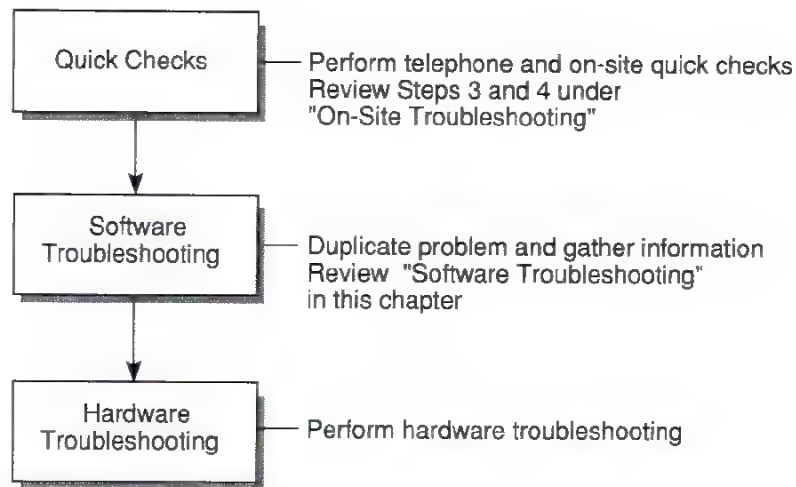 Quick Checks
Perform telephone and on-site quick checks
Review Steps 3 and 4 under
"On-Site Troubleshooting"
Software
Troubleshooting
Duplicate problem and gather information
Review "Software Troubleshooting"
in this chapter
Hardware
Troubleshooting
Perform hardware troubleshooting